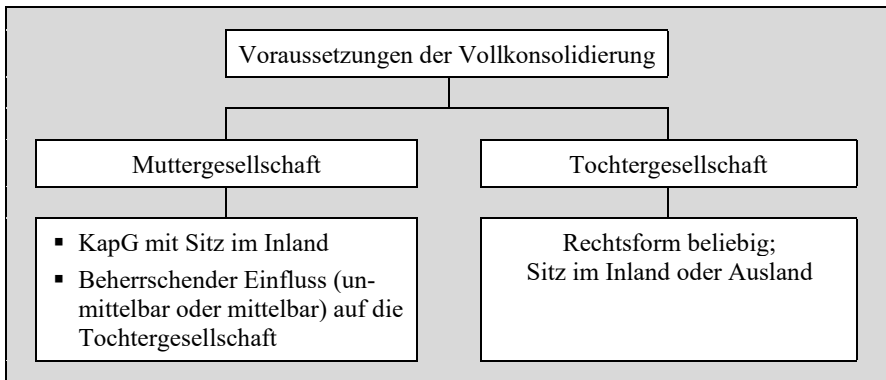 Voraussetzungen der Vollkonsolidierung
Muttergesellschaft
Tochtergesellschaft
▪ KapG mit Sitz im Inland
▪ Beherrschender Einfluss (un-
mittelbar oder mittelbar) auf die
Tochtergesellschaft
Rechtsform beliebig;
Sitz im Inland oder Ausland